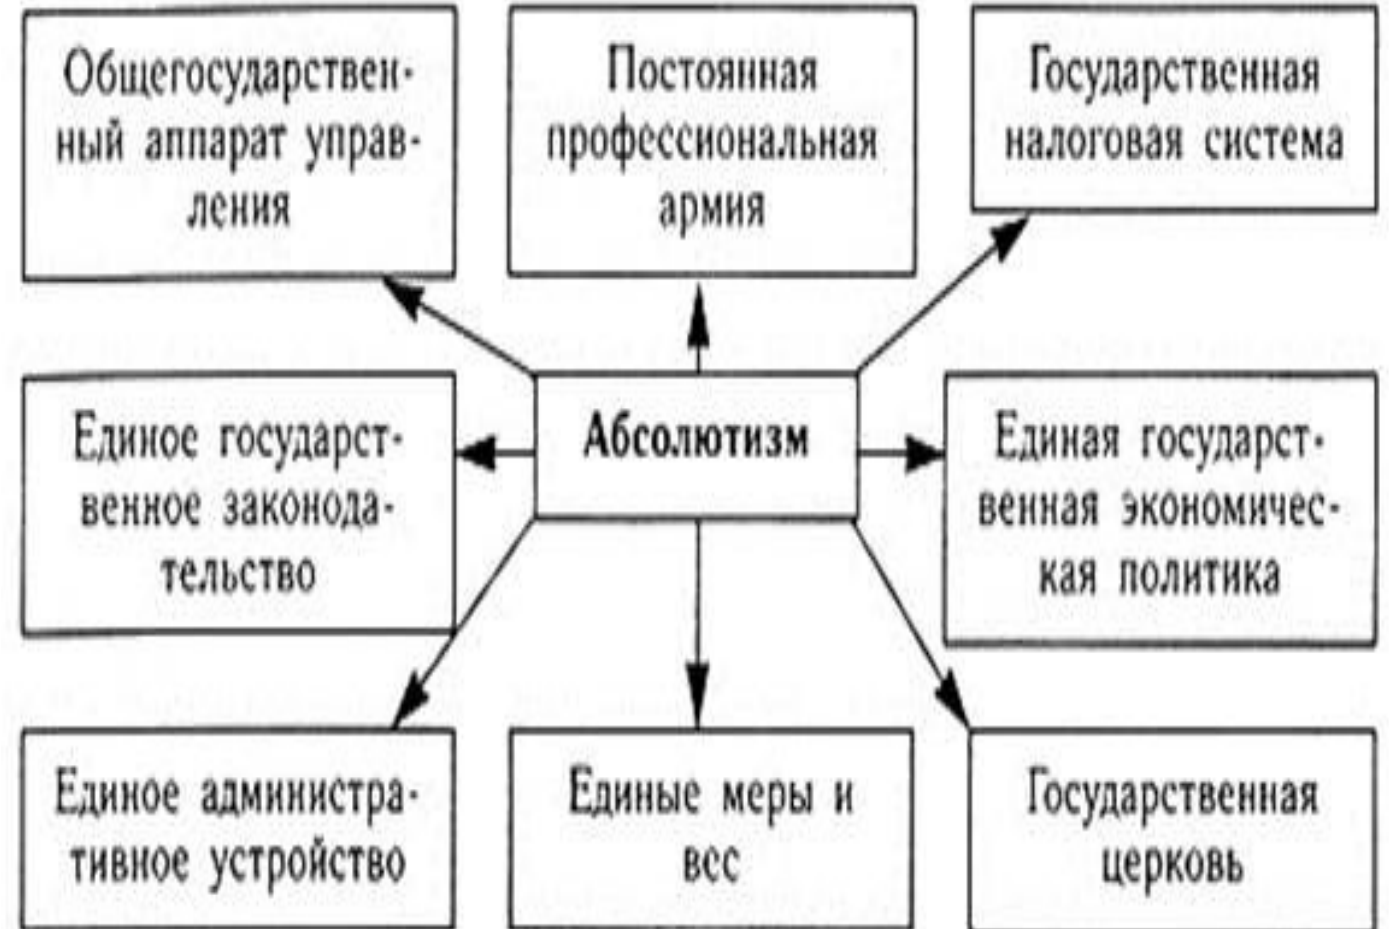 Общегосударствен-
ный аппарат управ-
ления
Постоянная
профессиональная
армия
Государственная
налоговая система
Единое государст-
венное законода-
тельство
Абсолютизм
Единая государст-
венная экономичес-
кая политика
Единое администра-
тивное устройство
Единые меры и
всс
Государственная
церковь